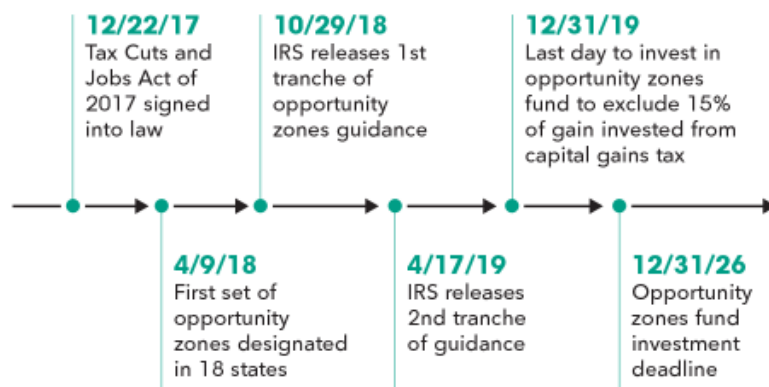 12/22/17
Tax Cuts and
Jobs Act of
2017 signed
into law
4/9/18
First set of
opportunity
zones designated
in 18 states
10/29/18
IRS releases 1st
tranche of
opportunity
zones guidance
4/17/19
IRS releases
2nd tranche
of guidance
12/31/19
Last day to invest in
opportunity zones
fund to exclude 15%
of gain invested from
capital gains tax
12/31/26
Opportunity
zones fund
investment
deadline